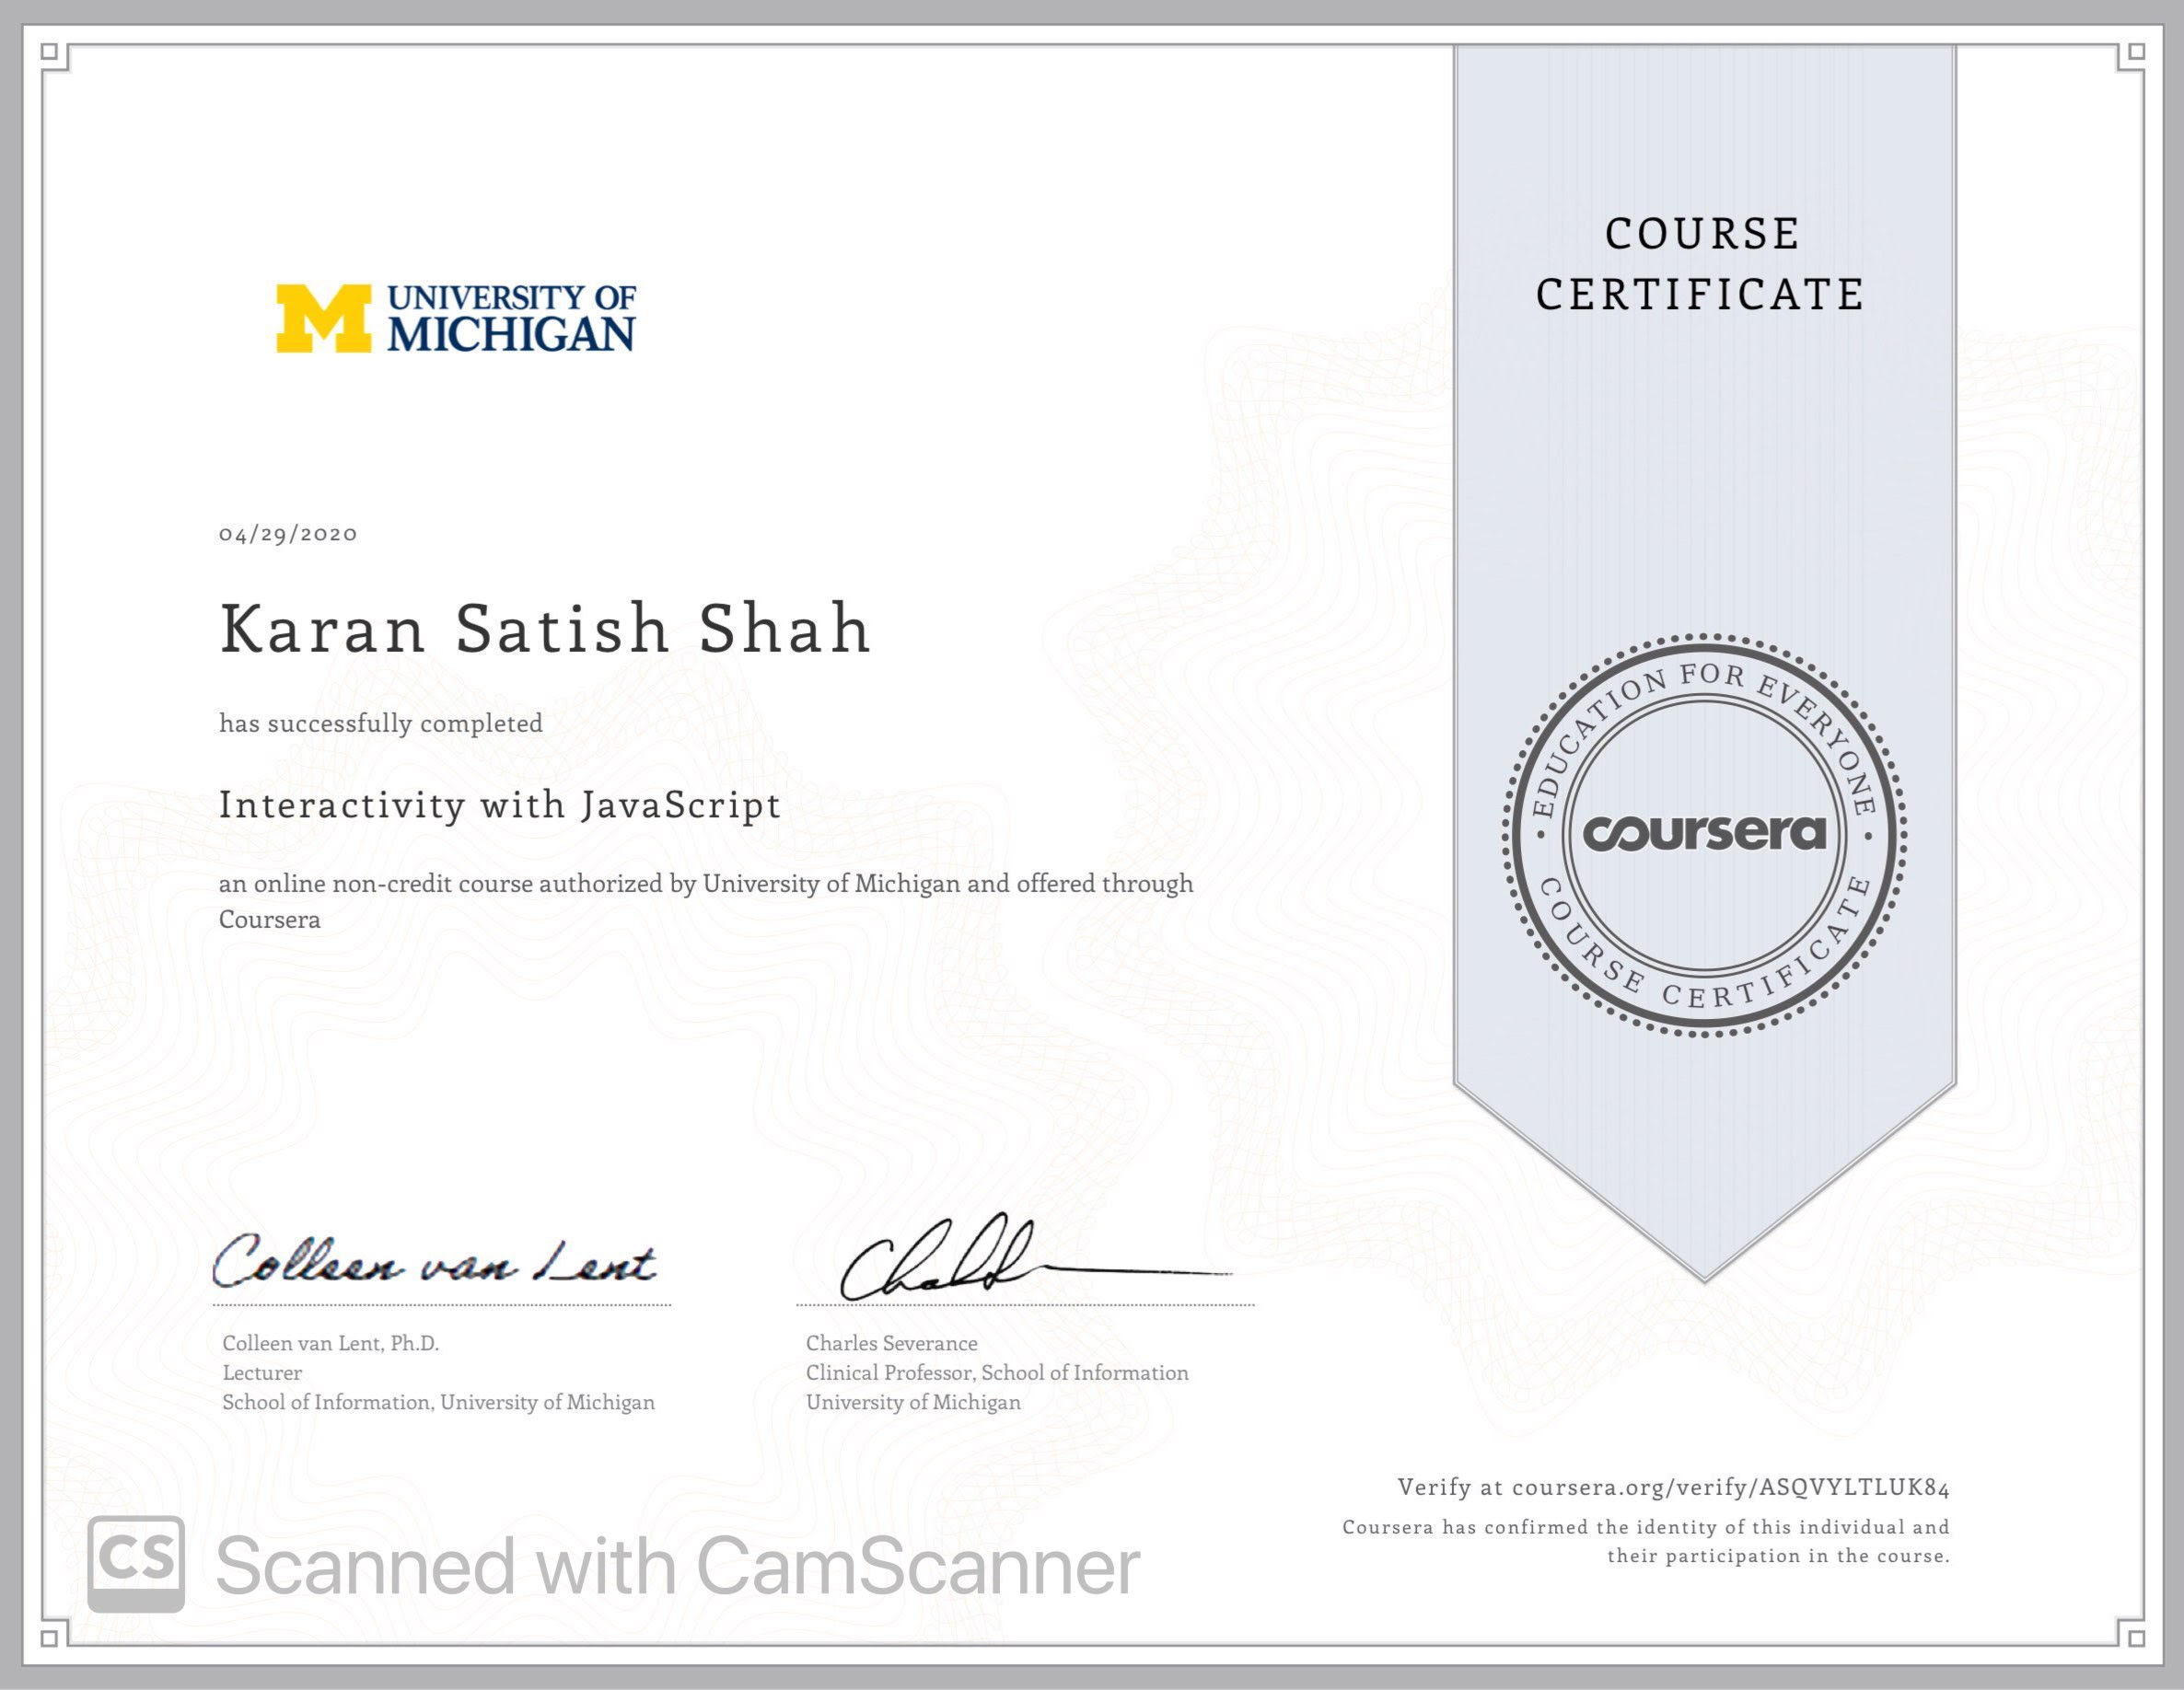 UNIVERSITY OF
MICHIGAN
COURSE
CERTIFICATE
04/29/2020
Karan Satish Shah
has successfully completed
Interactivity with JavaScript
an online non-credit course authorized by University of Michigan and offered through
Coursera
EDUCATION FOR EVERYONE
coursera
COURSE CERTIFICATE
Colleen van Lent
Colleen van Lent, Ph.D.
Lecturer
School of Information, University of Michigan
Charles Severance
Clinical Professor, School of Information
University of Michigan
Verify at coursera.org/verify/ASQVYLTLUK84
Coursera has confirmed the identity of this individual and
their participation in the course.
CS Scanned with CamScanner